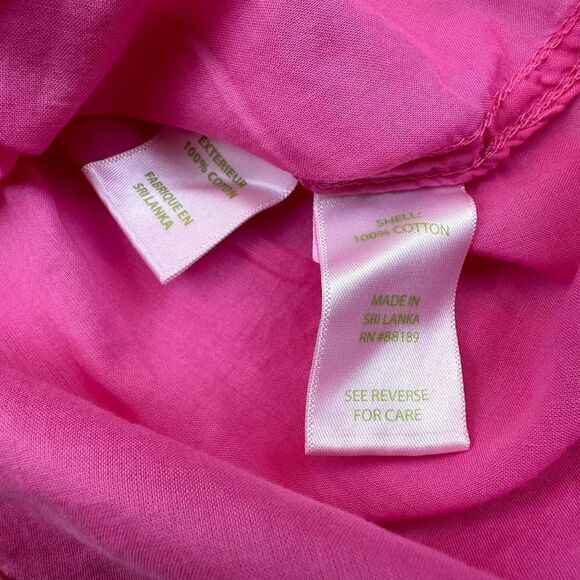 EXTERIEUR
100% COTON
FABRIQUE EN
SRI LANKA
SHELL:
100% COTTON
MADE IN
SRI LANKA
RN #88189
SEE REVERSE
FOR CARE